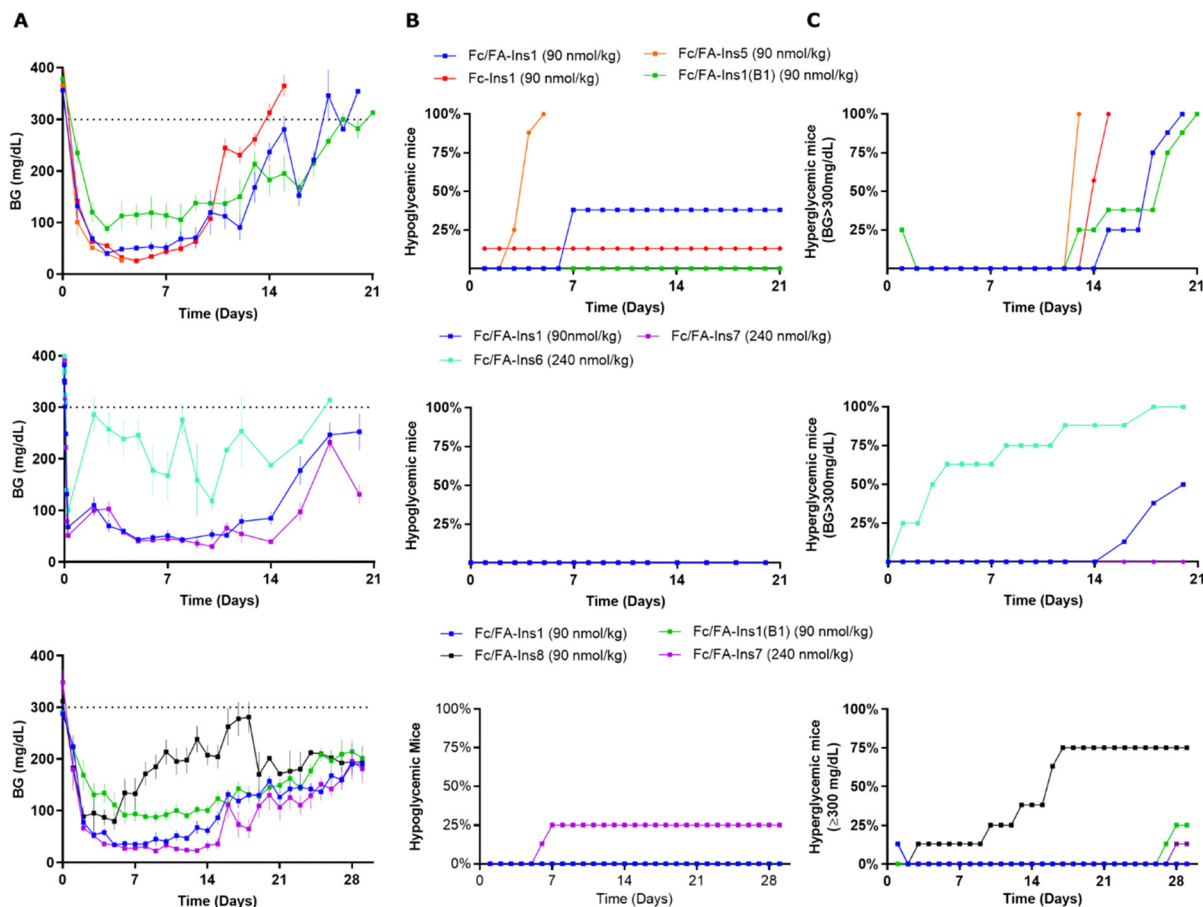 A
B
C
Fc/FA-Ins1 (90 nmol/kg)
Fc-Ins1 (90 nmol/kg)
Fc/FA-Ins5 (90 nmol/kg)
Fc/FA-Ins1(B1) (90 nmol/kg)
BG (mg/dL)
400
300
200
100
0
0 7 14 21
Time (Days)
Hypoglycemic mice
100%
75%
50%
25%
0%
0 7 14 21
Time (Days)
Hyperglycemic mice
(BG>300mg/dL)
100%
75%
50%
25%
0%
0 7 14 21
Time (Days)
Fc/FA-Ins1 (90nmol/kg)
Fc/FA-Ins7 (240 nmol/kg)
Fc/FA-Ins6 (240 nmol/kg)
BG (mg/dL)
400
300
200
100
0
0 7 14 21
Time (Days)
Hypoglycemic mice
100%
75%
50%
25%
0%
0 7 14 21
Time (Days)
Hyperglycemic mice
(BG>300mg/dL)
100%
75%
50%
25%
0%
0 7 14 21
Time (Days)
Fc/FA-Ins1 (90 nmol/kg)
Fc/FA-Ins8 (90 nmol/kg)
Fc/FA-Ins1(B1) (90 nmol/kg)
Fc/FA-Ins7 (240 nmol/kg)
BG (mg/dL)
400
300
200
100
0
0 7 14 21 28
Time (Days)
Hypoglycemic Mice
100%
75%
50%
25%
0%
0 7 14 21 28
Time (Days)
Hyperglycemic mice
(≥300 mg/dL)
100%
75%
50%
25%
0%
0 7 14 21 28
Time (Days)